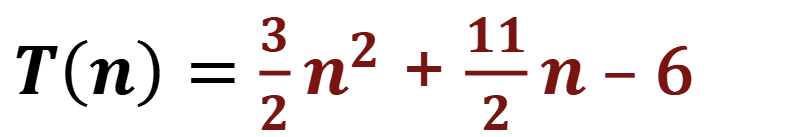 T(n) = 3/2 n² + 11/2 n – 6